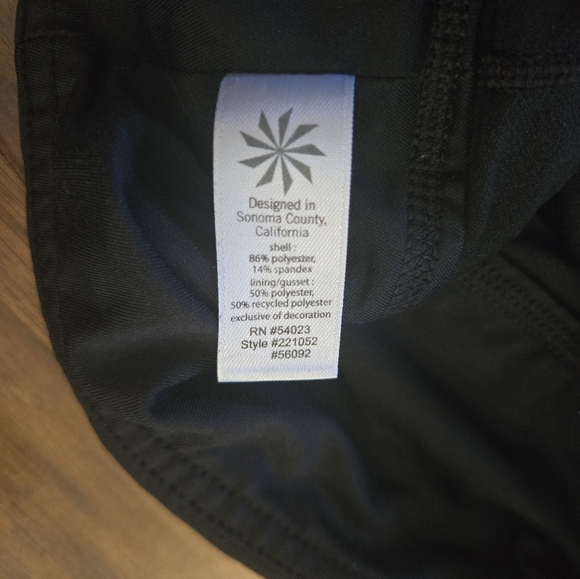 Designed in
Sonoma County,
California
shell :
86% polyester,
14% spandex
lining/gusset :
50% polyester,
50% recycled polyester
exclusive of decoration
RN #54023
Style #221052
#56092